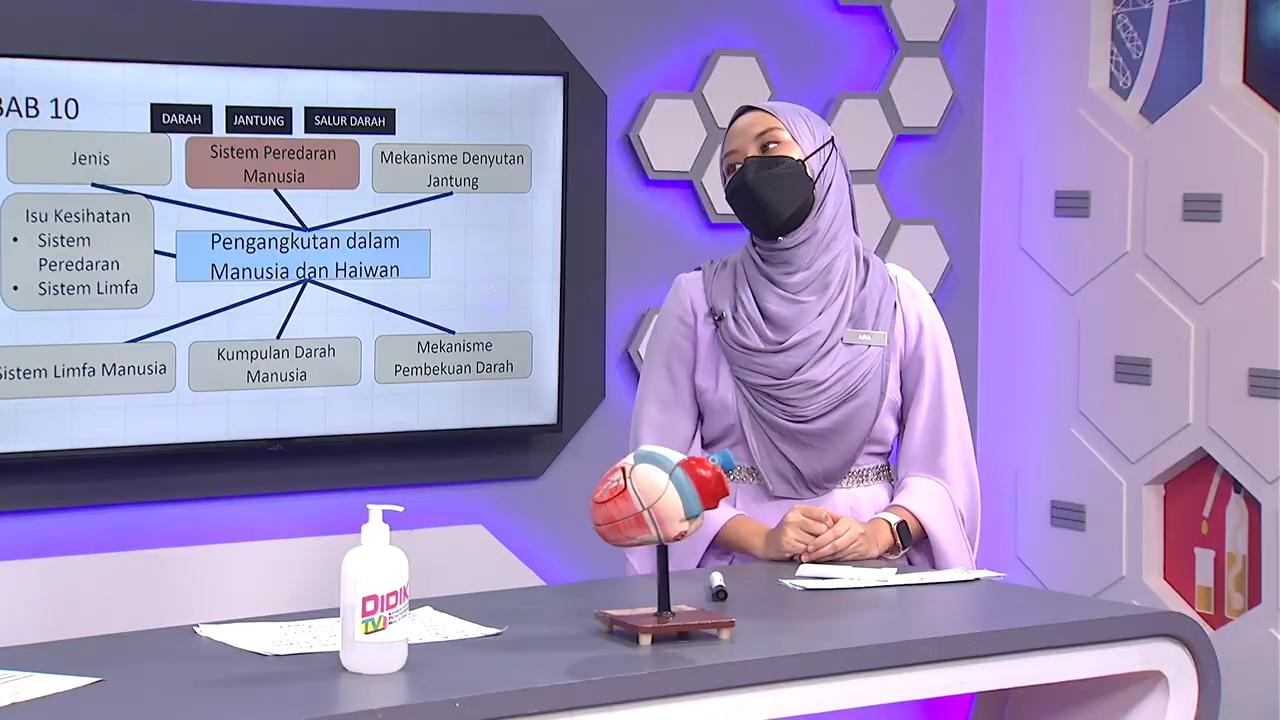 BAB 10
DARAH
JANTUNG
SALUR DARAH
Jenis
Sistem Peredaran
Manusia
Mekanisme Denyutan
Jantung
Isu Kesihatan
• Sistem
Peredaran
• Sistem Limfa
Pengangkutan dalam
Manusia dan Haiwan
Sistem Limfa Manusia
Kumpulan Darah
Manusia
Mekanisme
Pembekuan Darah
DIDIK
TV